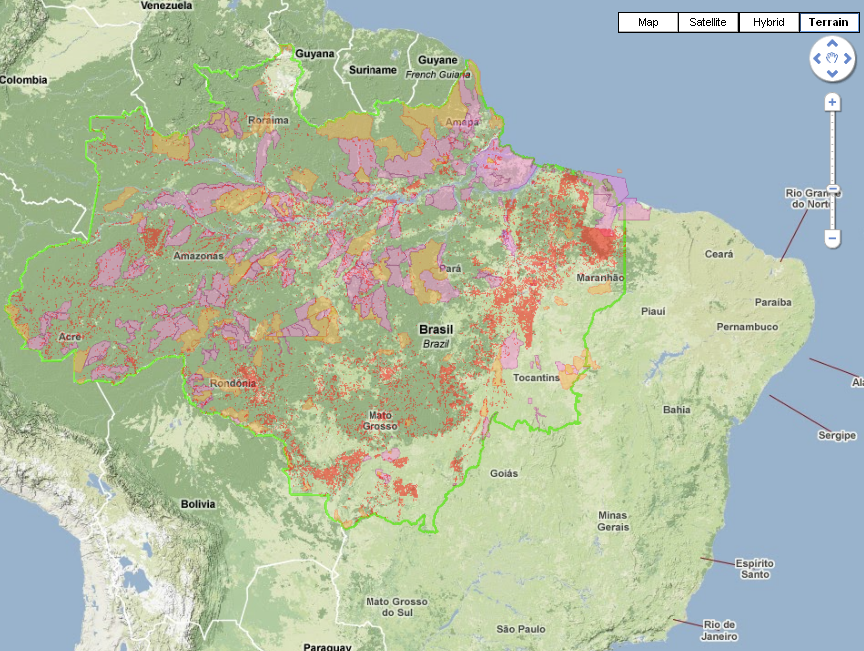 Venezuela
Map
Satellite
Hybrid
Terrain
Guyana
Guyane
Suriname
French Guiana
Colombia
Roraima
Amapa
Rio Grande
do Norte
Amazonas
Ceará
Pará
Maranhão
Paraiba
Piauí
Pernambuco
Acre
Brasil
Brazil
Tocantins
Rondônia
Bahia
Mato
Grosso
Sergipe
Goiás
Bolivia
Minas
Gerais
Espírito
Santo
Mato Grosso
do Sul
São Paulo
Rio de
Janeiro
Paraguay